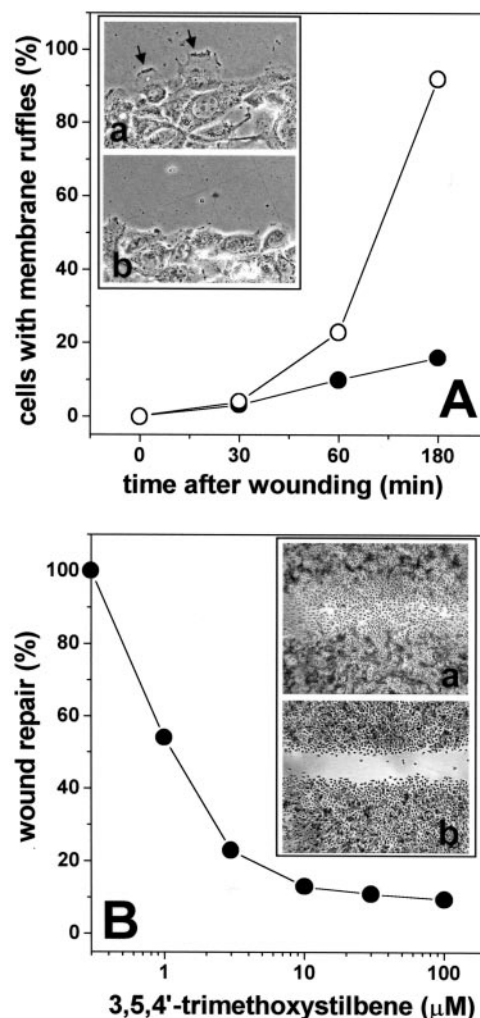 100
80
60
40
20
0
cells with membrane ruffles (%)
a
b
A
0 30 60 180
time after wounding (min)
100
80
60
40
20
0
wound repair (%)
a
b
B
1 10 100
3,5,4'-trimethoxystilbene (μM)